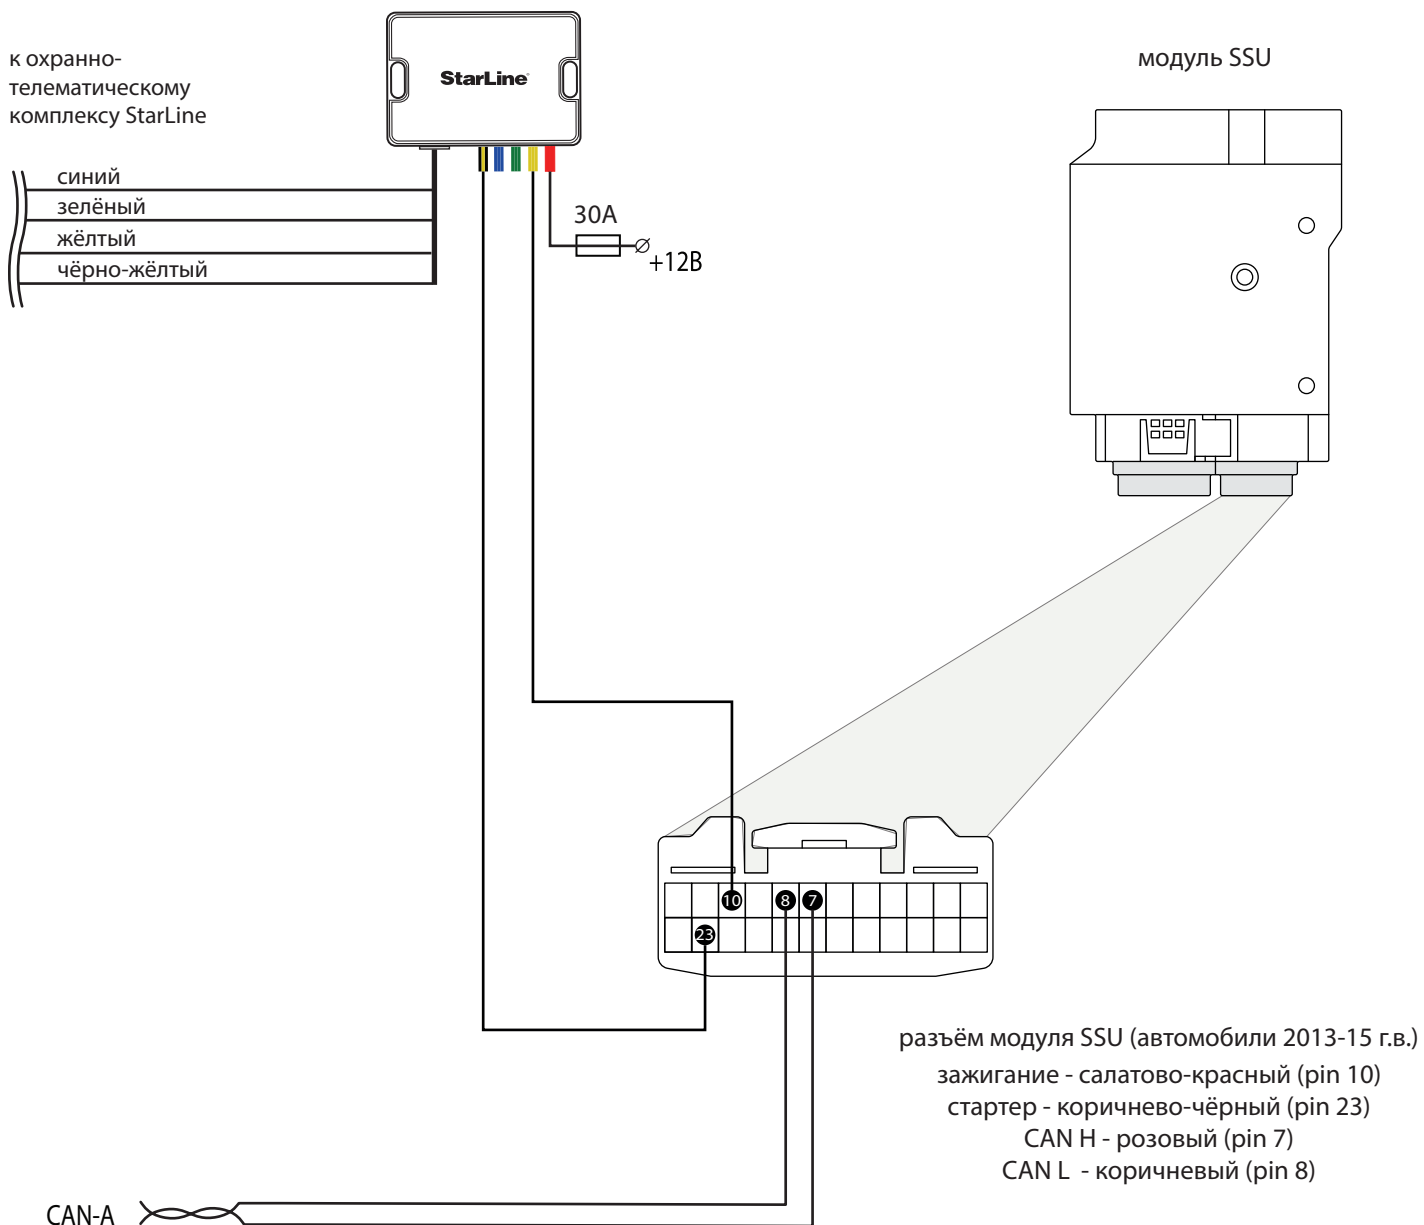 к охранно-
телематическому
комплексу StarLine
StarLine
модуль SSU
синий
зелёный
жёлтый
чёрно-жёлтый
30А
+12В
10
8
7
23
разъём модуля SSU (автомобили 2013-15 г.в.)
зажигание - салатово-красный (pin 10)
стартер - коричнево-чёрный (pin 23)
CAN H - розовый (pin 7)
CAN L - коричневый (pin 8)
CAN-A